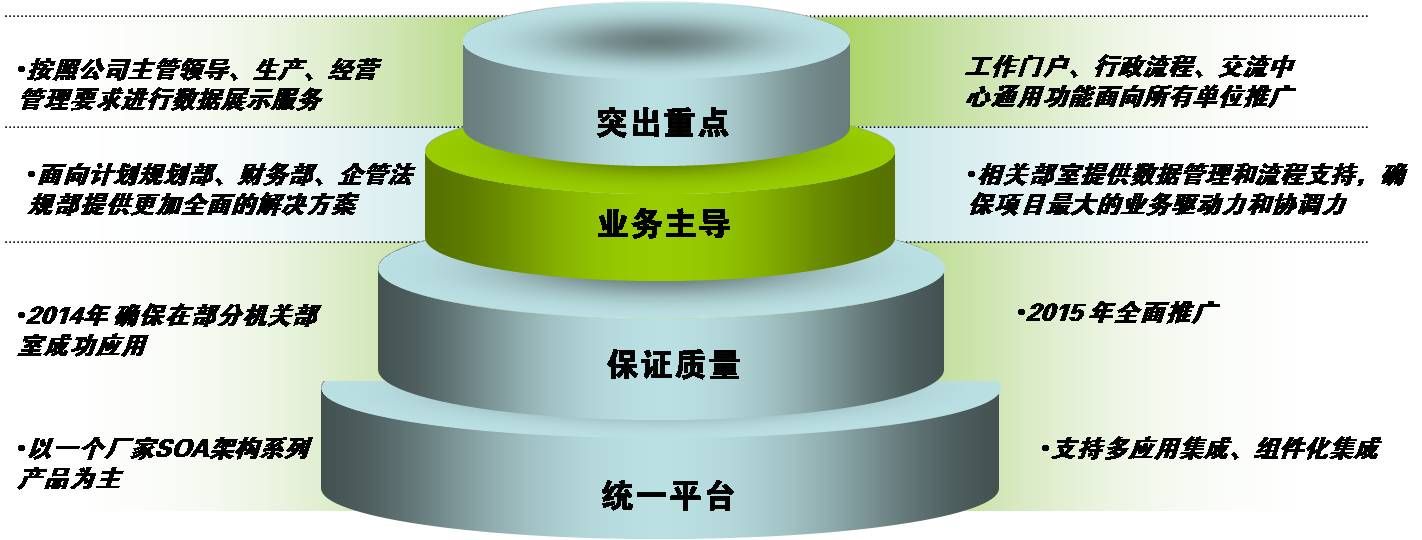 ·按照公司主管领导、生产、经营
管理要求进行数据展示服务
突出重点
工作门户、行政流程、交流中
心通用功能面向所有单位推广
·面向计划规划部、财务部、企管法
规部提供更加全面的解决方案
业务主导
·相关部室提供数据管理和流程支持，确
保项目最大的业务驱动力和协调力
·2014年 确保在部分机关部
室成功应用
保证质量
·2015 年全面推广
·以一个厂家SOA架构系列
产品为主
统一平台
·支持多应用集成、组件化集成